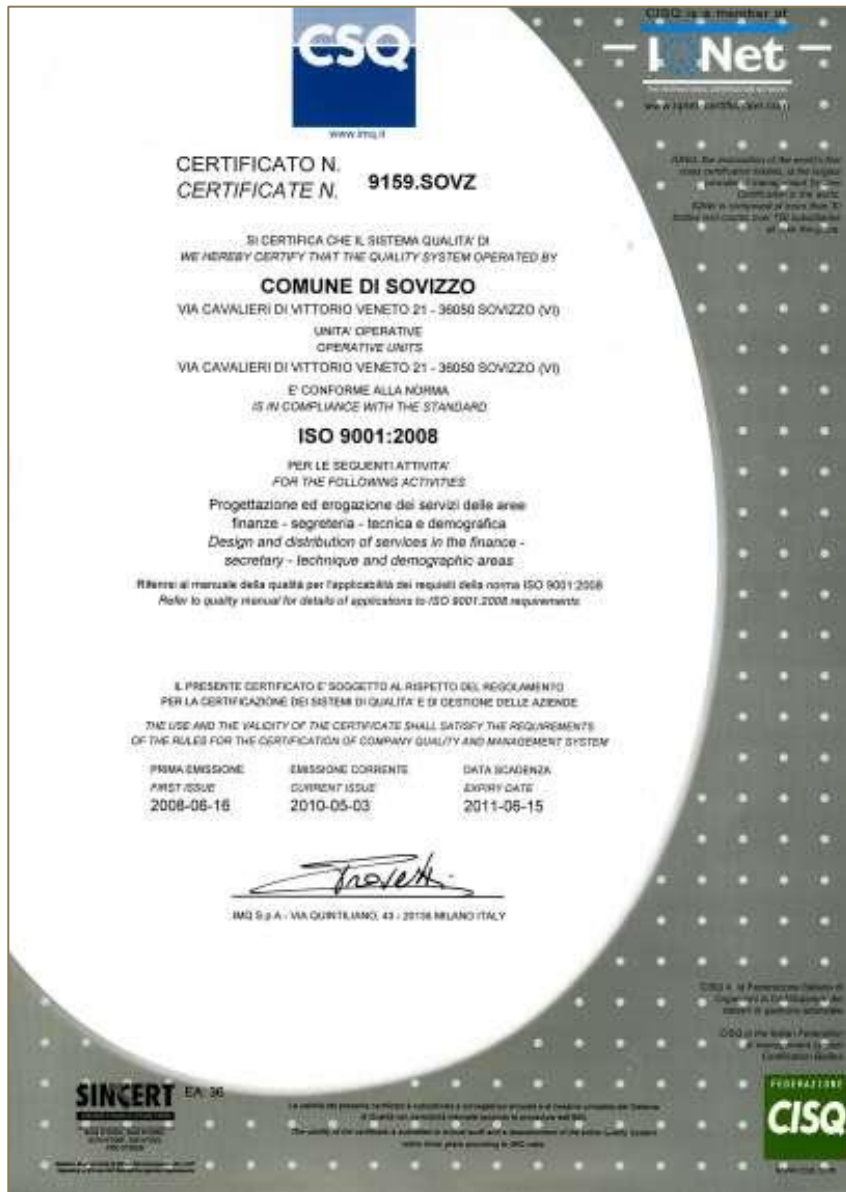 CSQ
www.imq.it
CISQ is a member of
IQNet
THE INTERNATIONAL CERTIFICATION NETWORK
CERTIFICATO N.
CERTIFICATE N.
9159.SOVZ
SI CERTIFICA CHE IL SISTEMA QUALITA' DI
WE HEREBY CERTIFY THAT THE QUALITY SYSTEM OPERATED BY
COMUNE DI SOVIZZO
VIA CAVALIERI DI VITTORIO VENETO 21 - 36050 SOVIZZO (VI)
UNITA' OPERATIVE
OPERATIVE UNITS
VIA CAVALIERI DI VITTORIO VENETO 21 - 36050 SOVIZZO (VI)
E' CONFORME ALLA NORMA
IS IN COMPLIANCE WITH THE STANDARD
ISO 9001:2008
PER LE SEGUENTI ATTIVITA'
FOR THE FOLLOWING ACTIVITIES
Progettazione ed erogazione dei servizi delle aree
finanze - segreteria - tecnica e demografica
Design and distribution of services in the finance -
secretary - technique and demographic areas
Riferirsi al manuale della qualità per l'applicabilità dei requisiti della norma ISO 9001:2008
Refer to quality manual for details of applications to ISO 9001:2008 requirements
IL PRESENTE CERTIFICATO E' SOGGETTO AL RISPETTO DEL REGOLAMENTO
PER LA CERTIFICAZIONE DEI SISTEMI DI QUALITA' E DI GESTIONE DELLE AZIENDE
THE USE AND THE VALIDITY OF THE CERTIFICATE SHALL SATISFY THE REQUIREMENTS
OF THE RULES FOR THE CERTIFICATION OF COMPANY QUALITY AND MANAGEMENT SYSTEM
PRIMA EMISSIONE EMISSIONE CORRENTE DATA SCADENZA
FIRST ISSUE CURRENT ISSUE EXPIRY DATE
2008-06-16 2010-05-03 2011-06-15
IMQ S.p.A - VIA QUINTILIANO, 43 - 20138 MILANO ITALY
SINCERT
EA: 36
FEDERAZIONE
CISQ